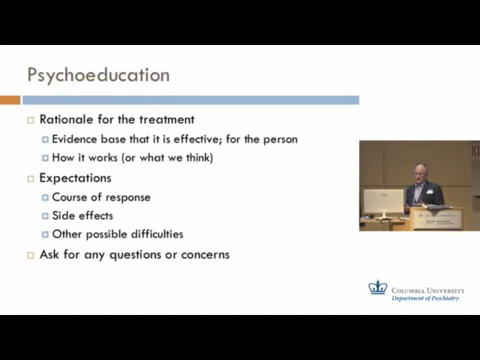 Psychoeducation
Rationale for the treatment
Evidence base that it is effective; for the person
How it works (or what we think)
Expectations
Course of response
Side effects
Other possible difficulties
Ask for any questions or concerns
COLUMBIA UNIVERSITY
Department of Psychiatry